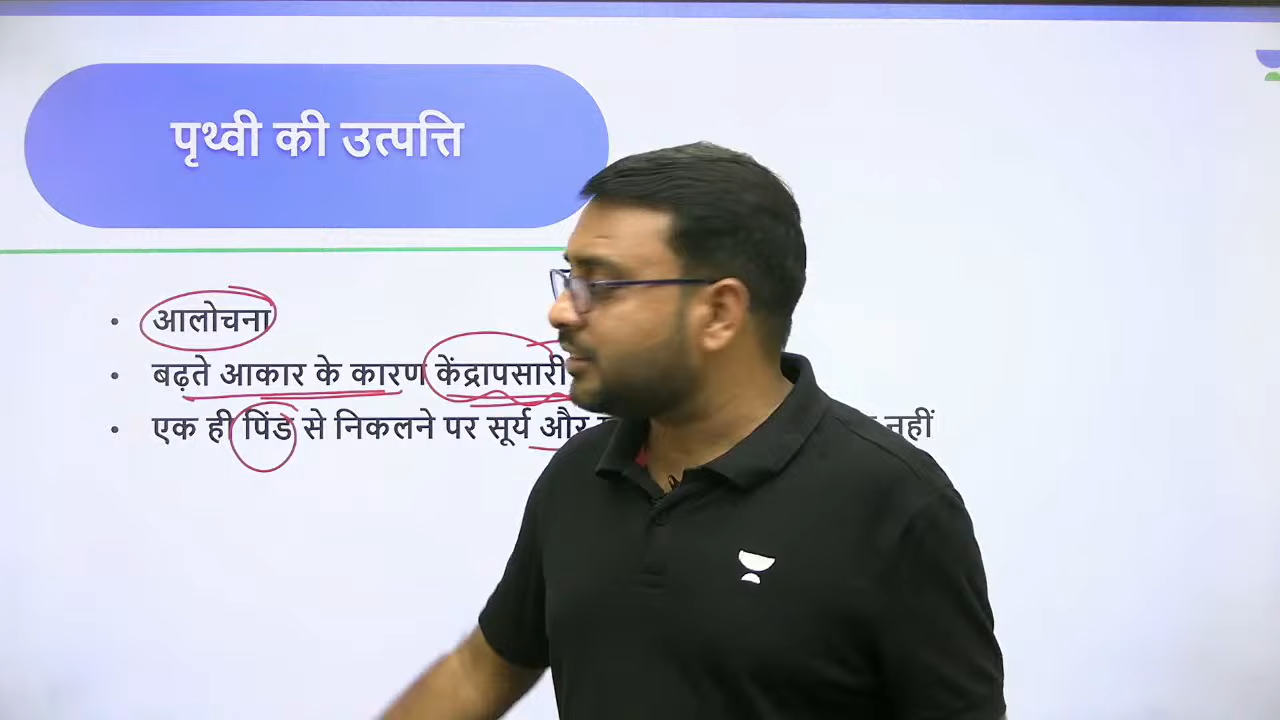 पृथ्वी की उत्पत्ति
आलोचना
बढ़ते आकार के कारण केंद्रापसारी
एक ही पिंड से निकलने पर सूर्य और नहीं